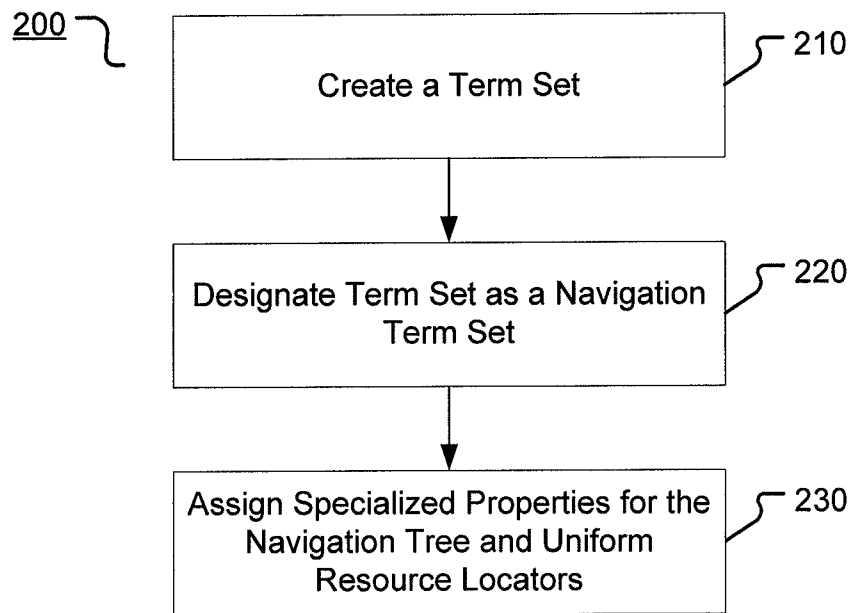 200
210
Create a Term Set
220
Designate Term Set as a Navigation
Term Set
230
Assign Specialized Properties for the
Navigation Tree and Uniform
Resource Locators